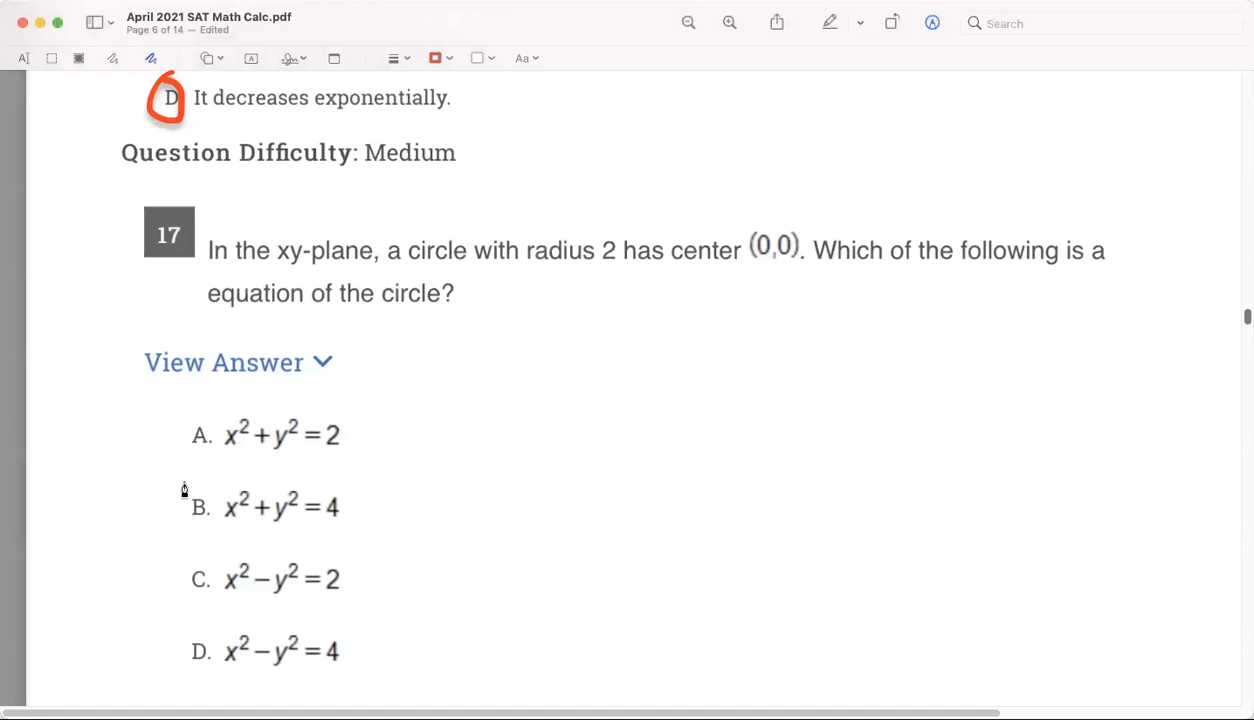 April 2021 SAT Math Calc.pdf
Page 6 of 14 — Edited
Search
A
A
Aa
D It decreases exponentially.
Question Difficulty: Medium
17
In the xy-plane, a circle with radius 2 has center (0,0). Which of the following is a
equation of the circle?
View Answer
A. x² + y² = 2
B. x² + y² = 4
C. x² − y² = 2
D. x² − y² = 4